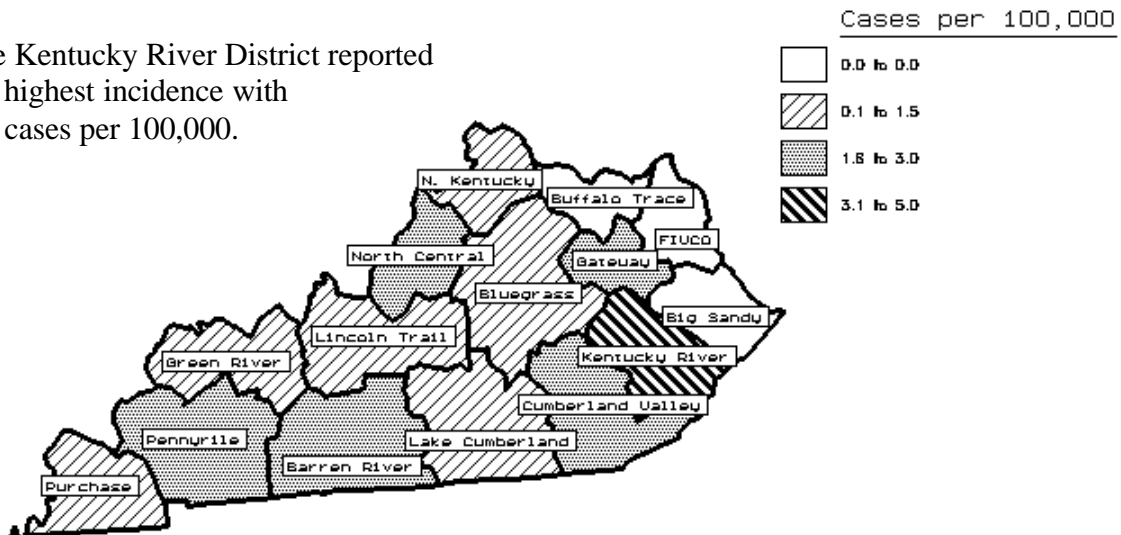 Cases per 100,000
e Kentucky River District reported
highest incidence with
cases per 100,000.
0.0 to 0.0
0.1 to 1.5
1.6 to 3.0
3.1 to 5.0
N. Kentucky
Buffalo Trace
FIVCO
North Central
Gateway
Bluegrass
Big Sandy
Lincoln Trail
Kentucky River
Green River
Cumberland Valley
Pennyrile
Lake Cumberland
Barren River
Purchase